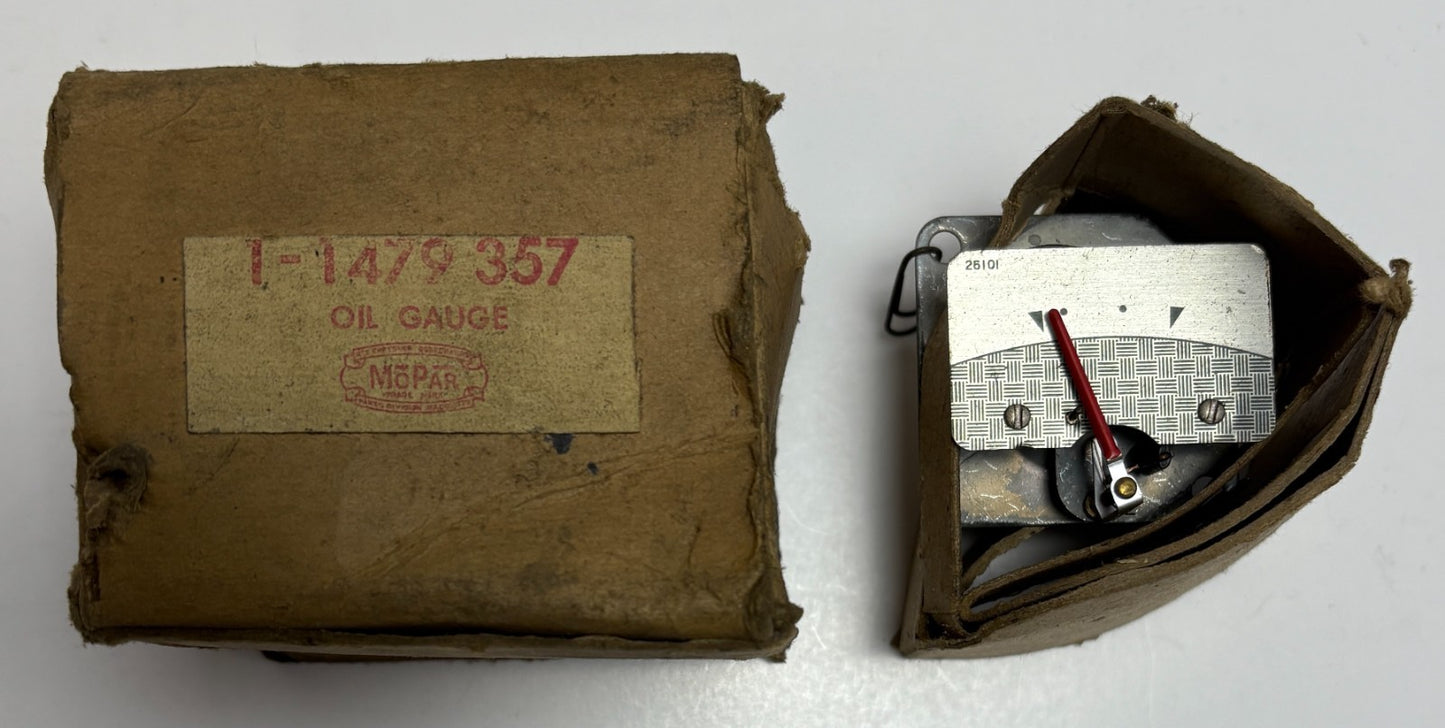 1-1479 357
OIL GAUGE
MOPAR
25101